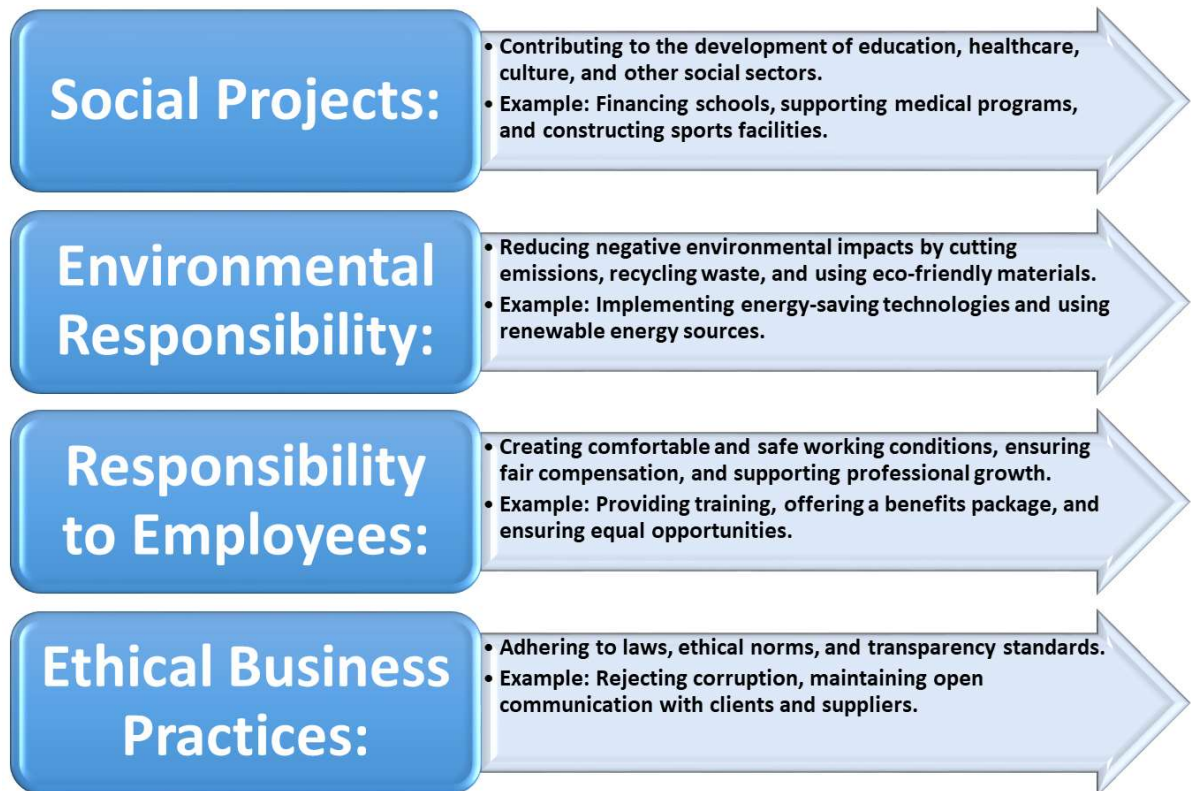 Social Projects:
• Contributing to the development of education, healthcare,
culture, and other social sectors.
• Example: Financing schools, supporting medical programs,
and constructing sports facilities.
Environmental
Responsibility:
• Reducing negative environmental impacts by cutting
emissions, recycling waste, and using eco-friendly materials.
• Example: Implementing energy-saving technologies and using
renewable energy sources.
Responsibility
to Employees:
• Creating comfortable and safe working conditions, ensuring
fair compensation, and supporting professional growth.
• Example: Providing training, offering a benefits package, and
ensuring equal opportunities.
Ethical Business
Practices:
• Adhering to laws, ethical norms, and transparency standards.
• Example: Rejecting corruption, maintaining open
communication with clients and suppliers.